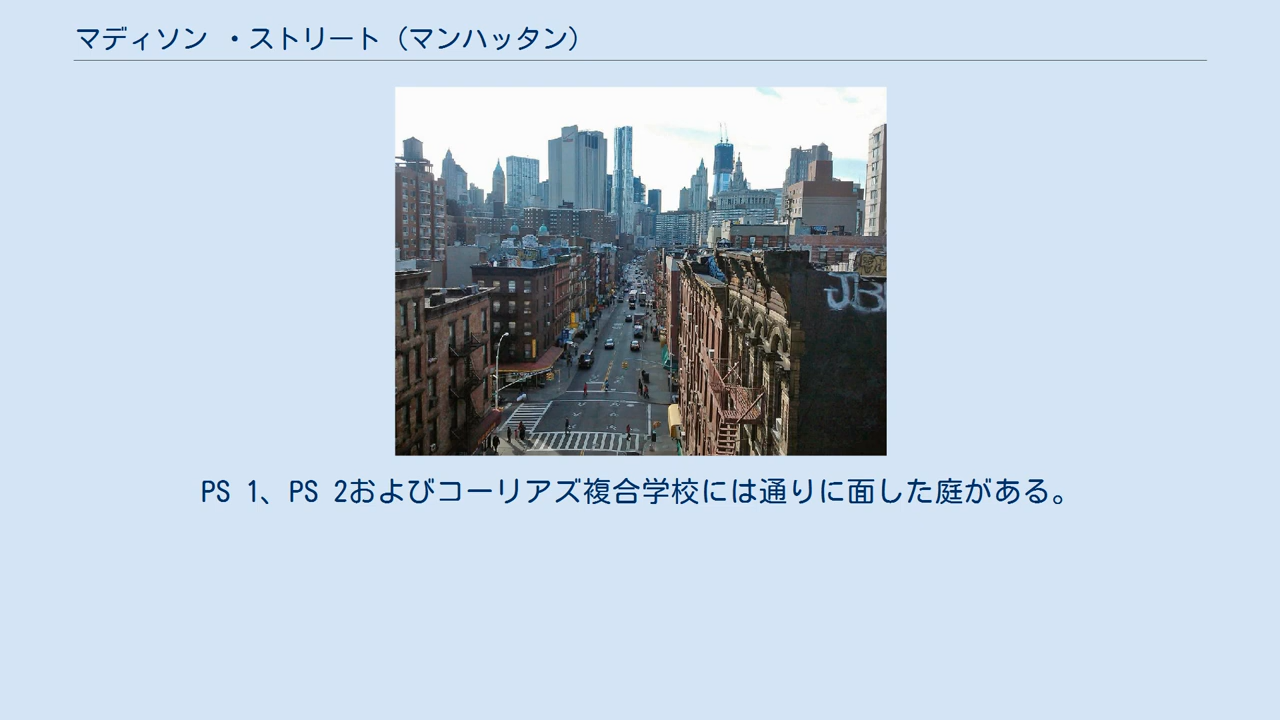 マディソン ・ストリート（マンハッタン）
JB
PS 1、PS 2およびコーリアズ複合学校には通りに面した庭がある。